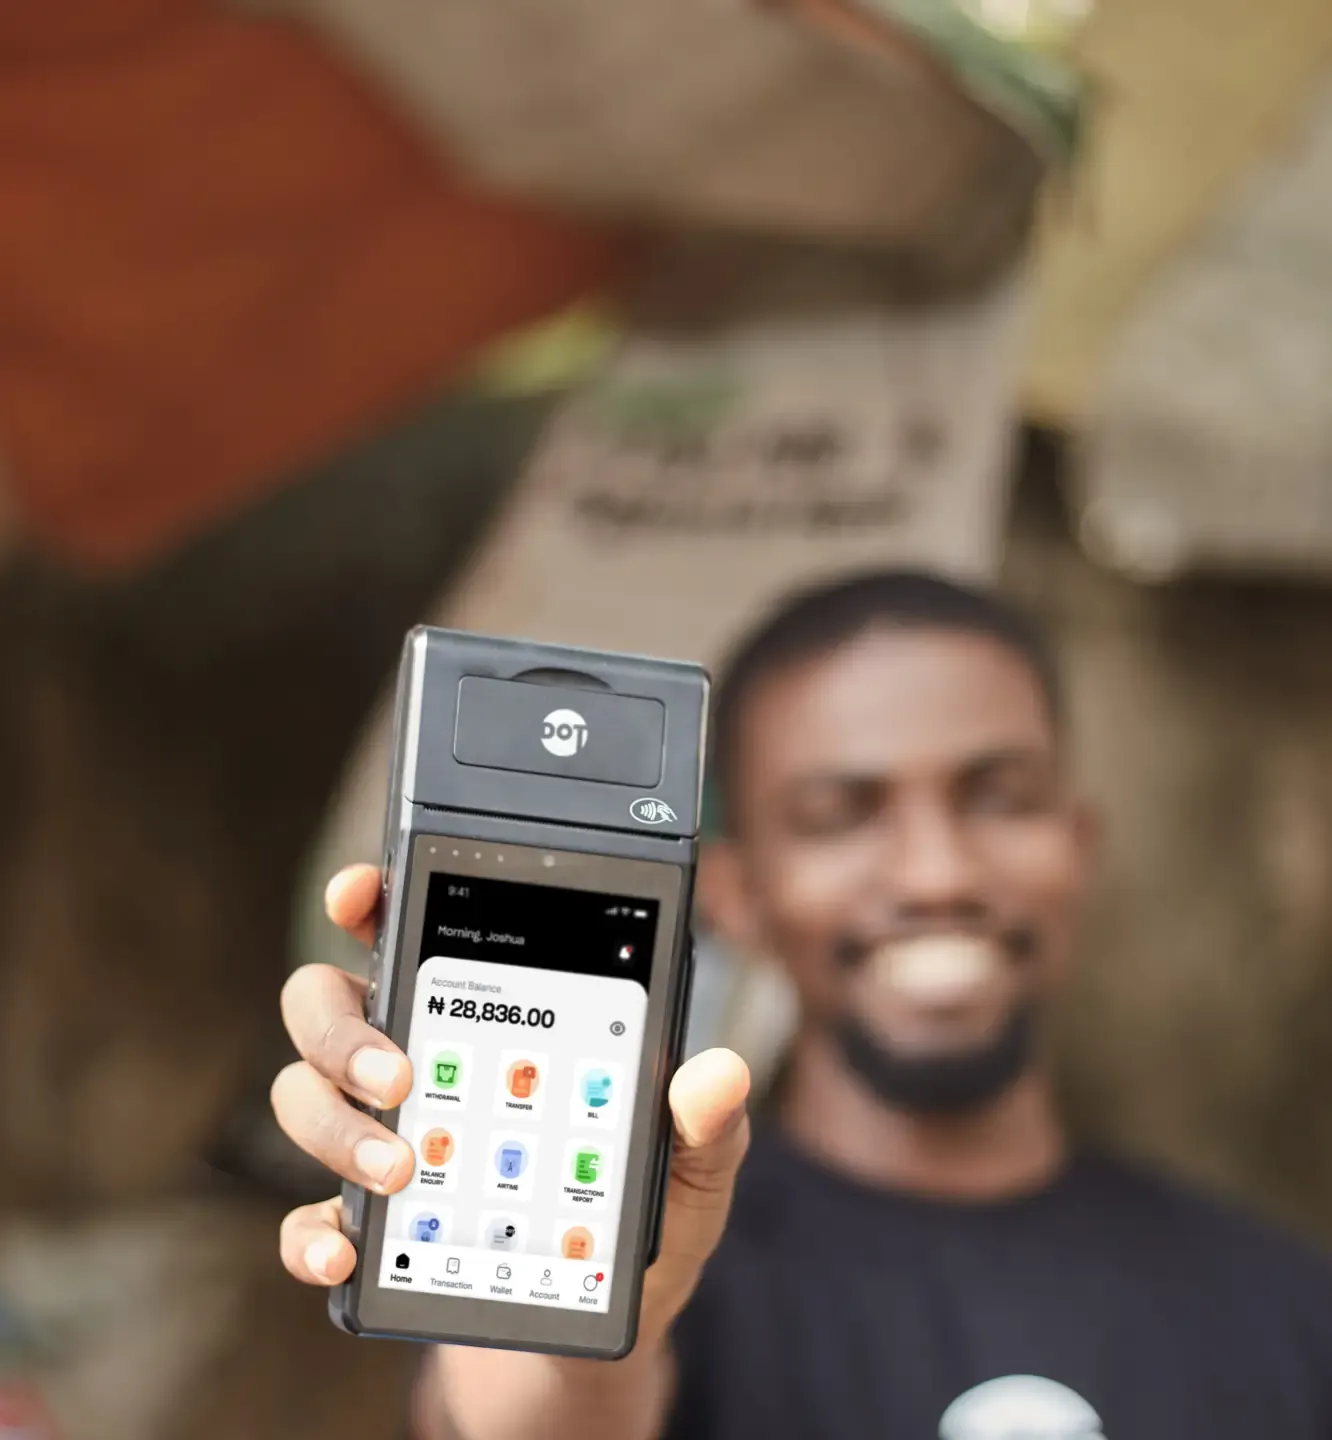 DOT
9:41
Morning, Joshua
Account Balance
₦ 28,836.00
WITHDRAWAL
TRANSFER
BILL
BALANCE
ENQUIRY
AIRTIME
TRANSACTIONS
REPORT
Home
Transaction
Wallet
Account
More